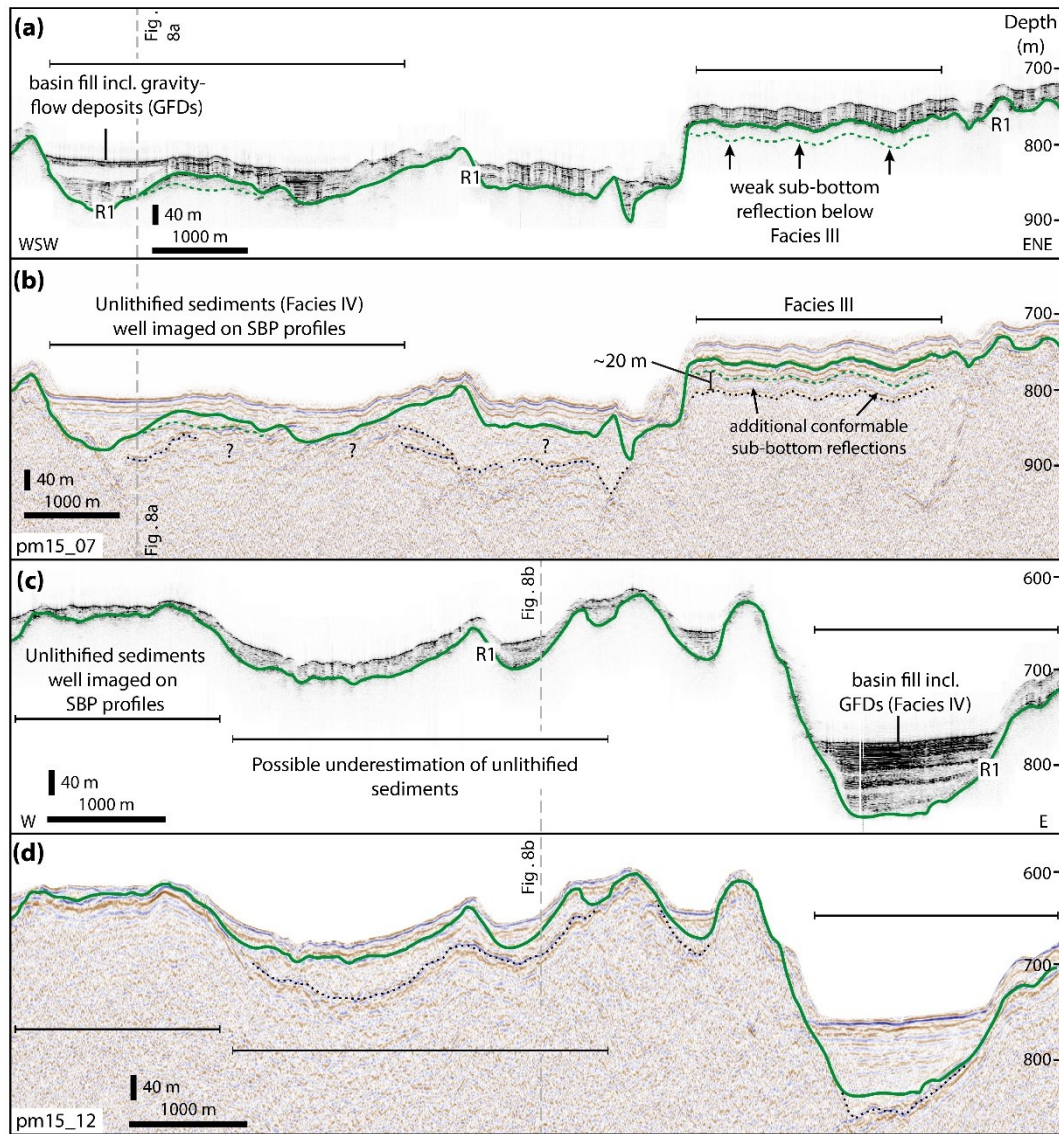 (a)
Fig.
8a
Depth
(m)
basin fill incl. gravity-
flow deposits (GFDs)
700
R1
800
R1
R1
weak sub-bottom
reflection below
Facies III
40 m
1000 m
900
WSW
ENE
(b)
Unlithified sediments (Facies IV)
well imaged on SBP profiles
Facies III
700
~20 m
800
additional conformable
sub-bottom reflections
?
?
?
900
40 m
1000 m
Fig. 8a
pm15_07
(c)
Fig. 8b
600
R1
Unlithified sediments
well imaged on
SBP profiles
basin fill incl.
GFDs (Facies IV)
700
Possible underestimation of unlithified
sediments
R1
800
40 m
1000 m
W
E
(d)
Fig. 8b
600
700
800
40 m
1000 m
pm15_12